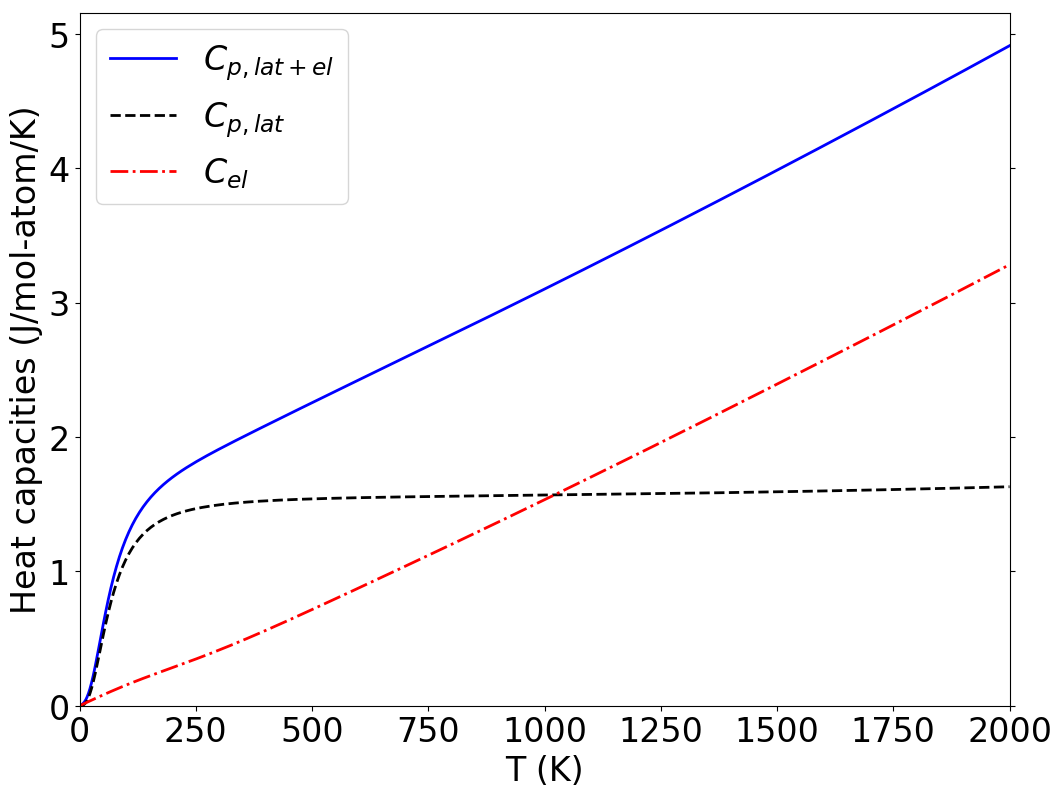 Heat capacities (J/mol-atom/K)
5
4
3
2
1
0
C_{p, lat+el}
C_{p, lat}
C_{el}
0 250 500 750 1000 1250 1500 1750 2000
T (K)